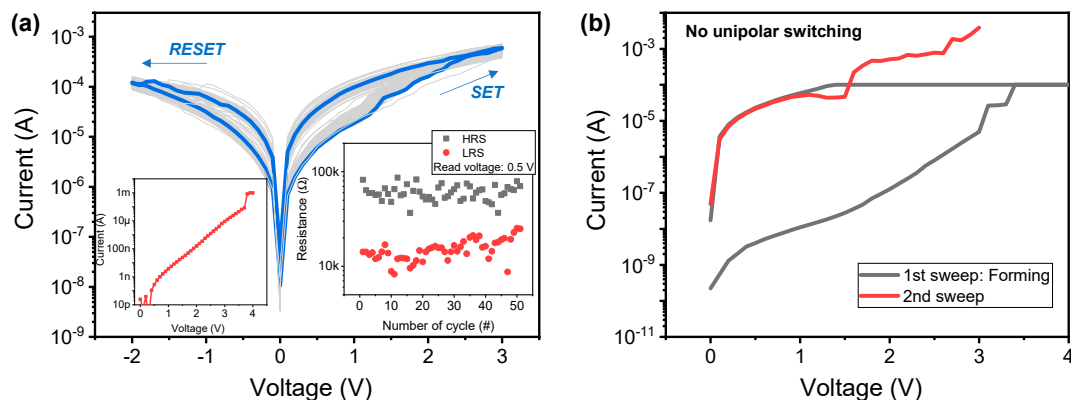 (a)
10⁻³
10⁻⁴
10⁻⁵
10⁻⁶
10⁻⁷
10⁻⁸
10⁻⁹
Current (A)
RESET
SET
-2
-1
0
1
2
3
Voltage (V)
1m
10μ
100n
1n
10p
Current (A)
0
1
2
3
4
Voltage (V)
HRS
LRS
Read voltage: 0.5 V
100k
10k
Resistance (Ω)
0
10
20
30
40
50
Number of cycle (#)
(b)
No unipolar switching
10⁻³
10⁻⁵
10⁻⁷
10⁻⁹
10⁻¹¹
Current (A)
1st sweep: Forming
2nd sweep
0
1
2
3
4
Voltage (V)